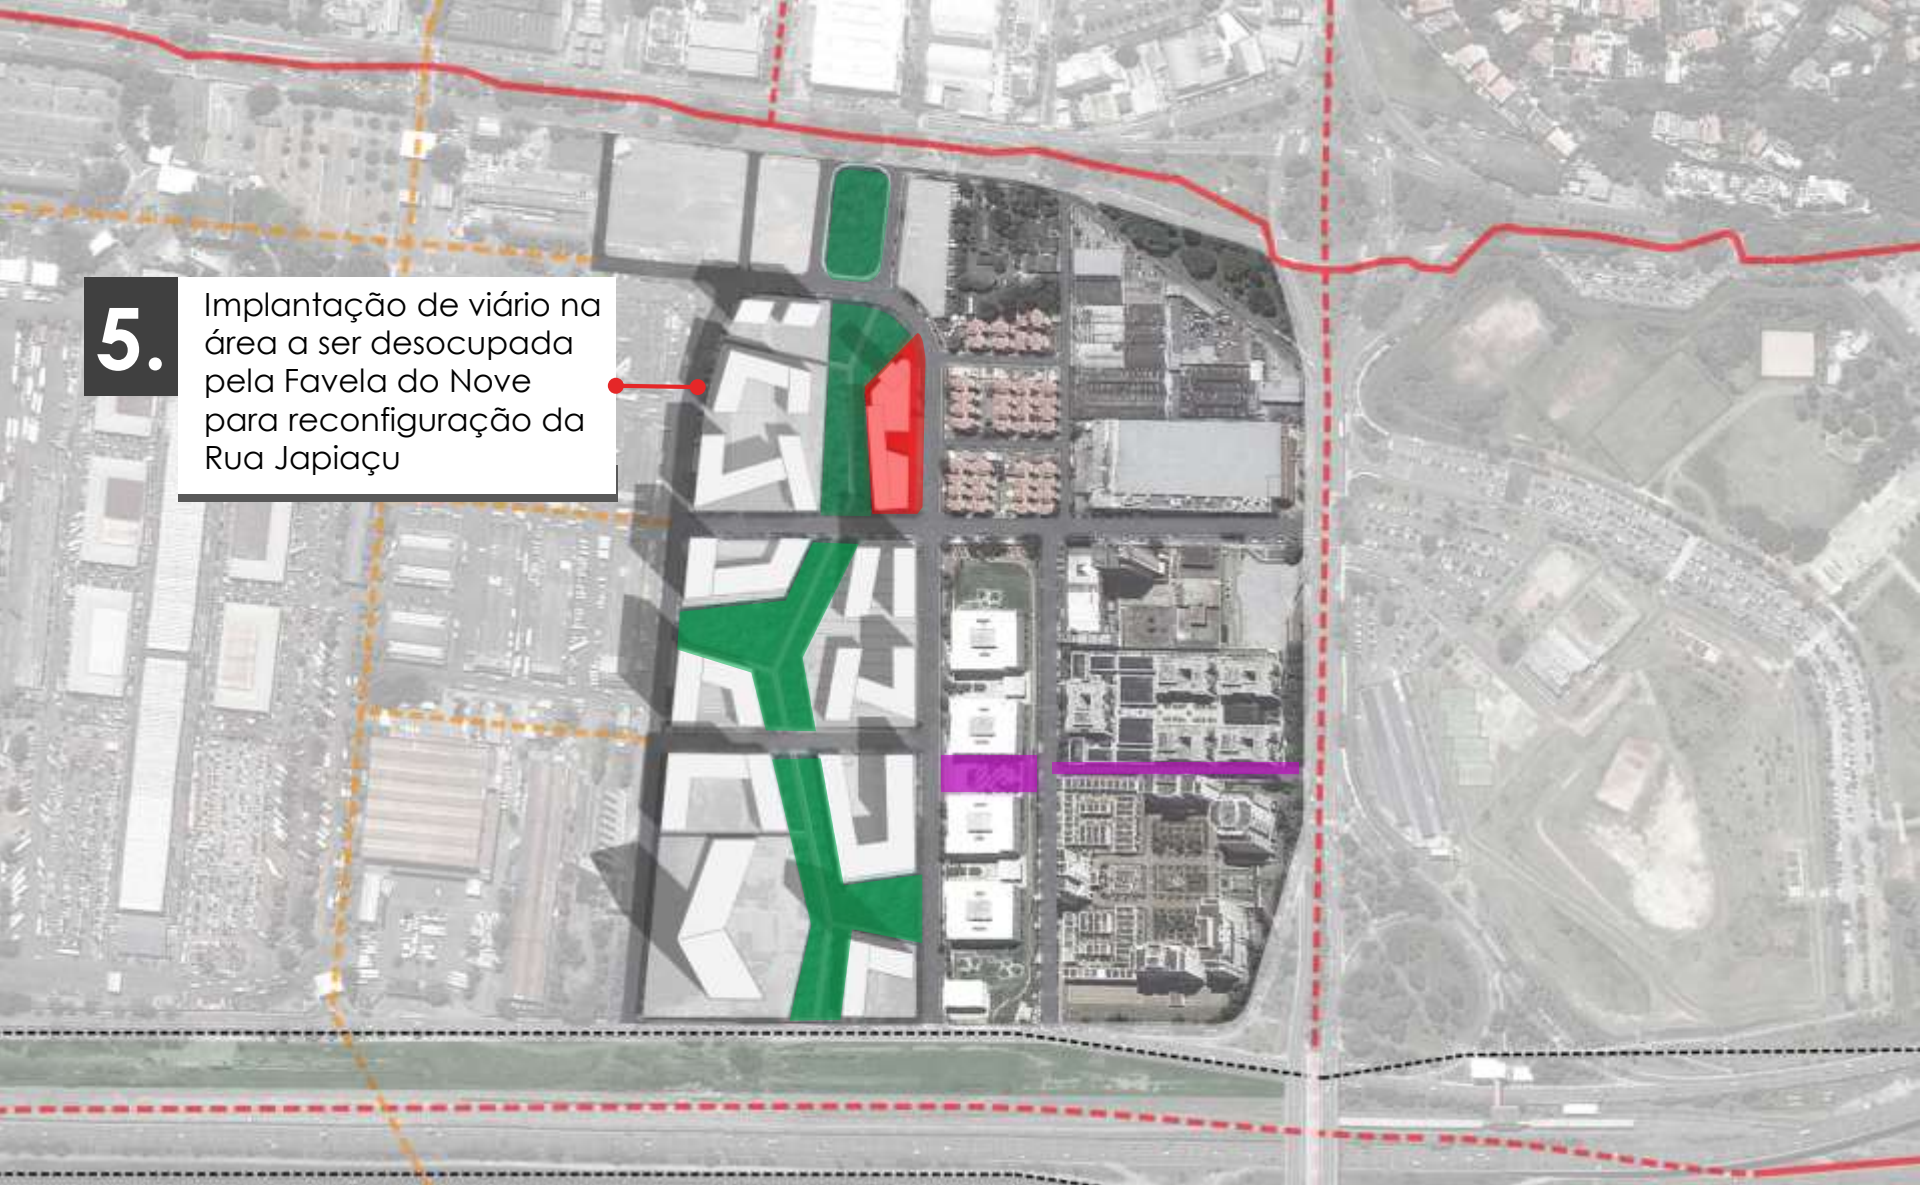 5.
Implantação de viário na
área a ser desocupada
pela Favela do Nove
para reconfiguração da
Rua Japiaçu